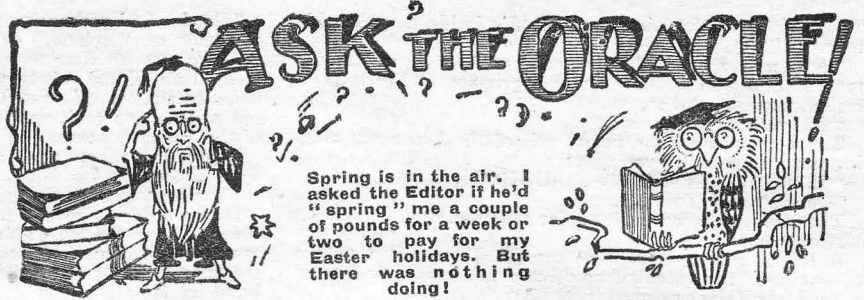 ASK THE ORACLE!
Spring is in the air. I
asked the Editor if he'd
"spring" me a couple
of pounds for a week or
two to pay for my
Easter holidays. But
there was nothing
doing!